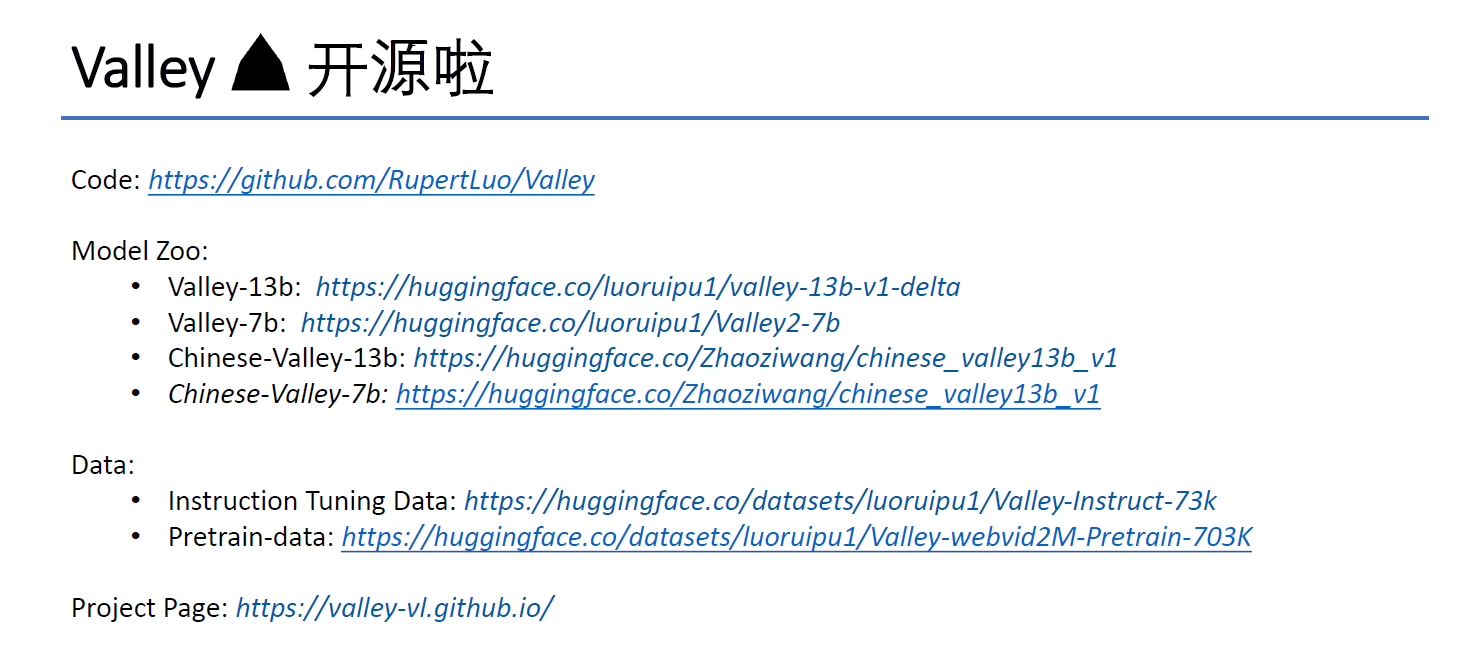 Valley 开源啦
Code: https://github.com/RupertLuo/Valley
Model Zoo:
• Valley-13b: https://huggingface.co/luoruipu1/valley-13b-v1-delta
• Valley-7b: https://huggingface.co/luoruipu1/Valley2-7b
• Chinese-Valley-13b: https://huggingface.co/Zhaoziwang/chinese_valley13b_v1
• Chinese-Valley-7b: https://huggingface.co/Zhaoziwang/chinese_valley13b_v1
Data:
• Instruction Tuning Data: https://huggingface.co/datasets/luoruipu1/Valley-Instruct-73k
• Pretrain-data: https://huggingface.co/datasets/luoruipu1/Valley-webvid2M-Pretrain-703K
Project Page: https://valley-vl.github.io/